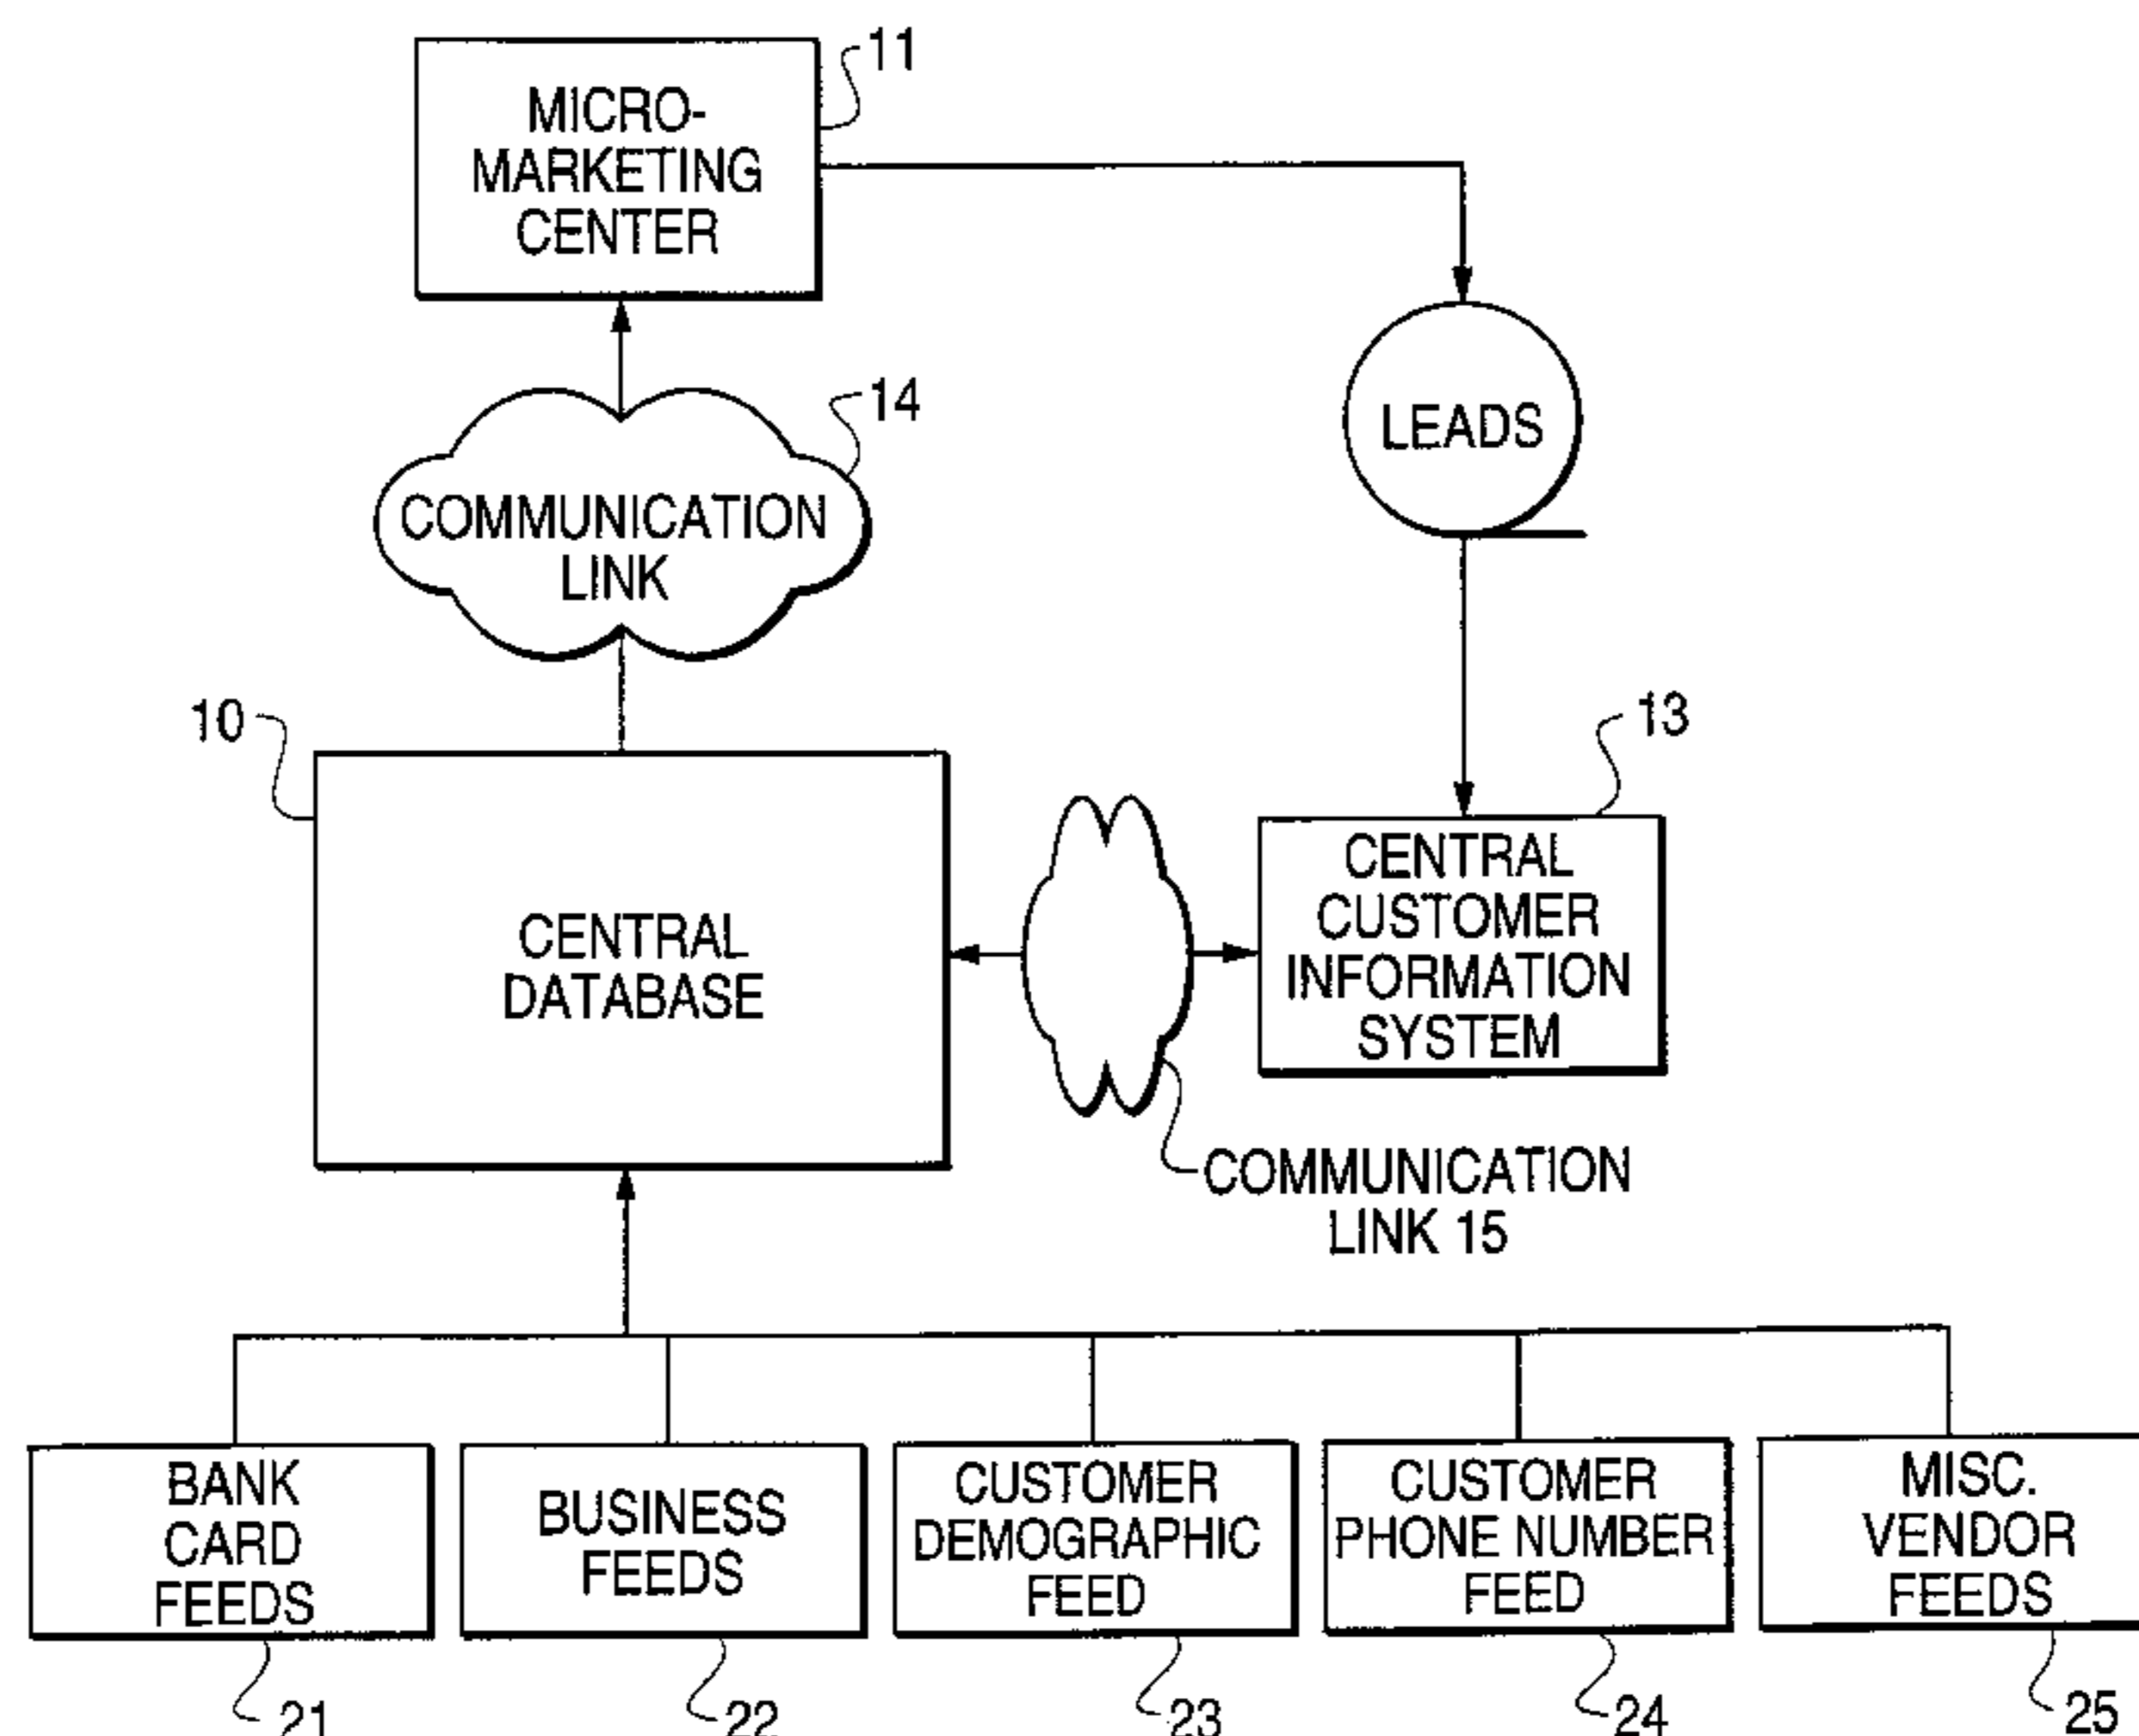 11
MICRO-
MARKETING
CENTER
14
COMMUNICATION
LINK
LEADS
10
13
CENTRAL
DATABASE
CENTRAL
CUSTOMER
INFORMATION
SYSTEM
COMMUNICATION
LINK 15
BANK
CARD
FEEDS
BUSINESS
FEEDS
CUSTOMER
DEMOGRAPHIC
FEED
CUSTOMER
PHONE NUMBER
FEED
MISC.
VENDOR
FEEDS
21
22
23
24
25